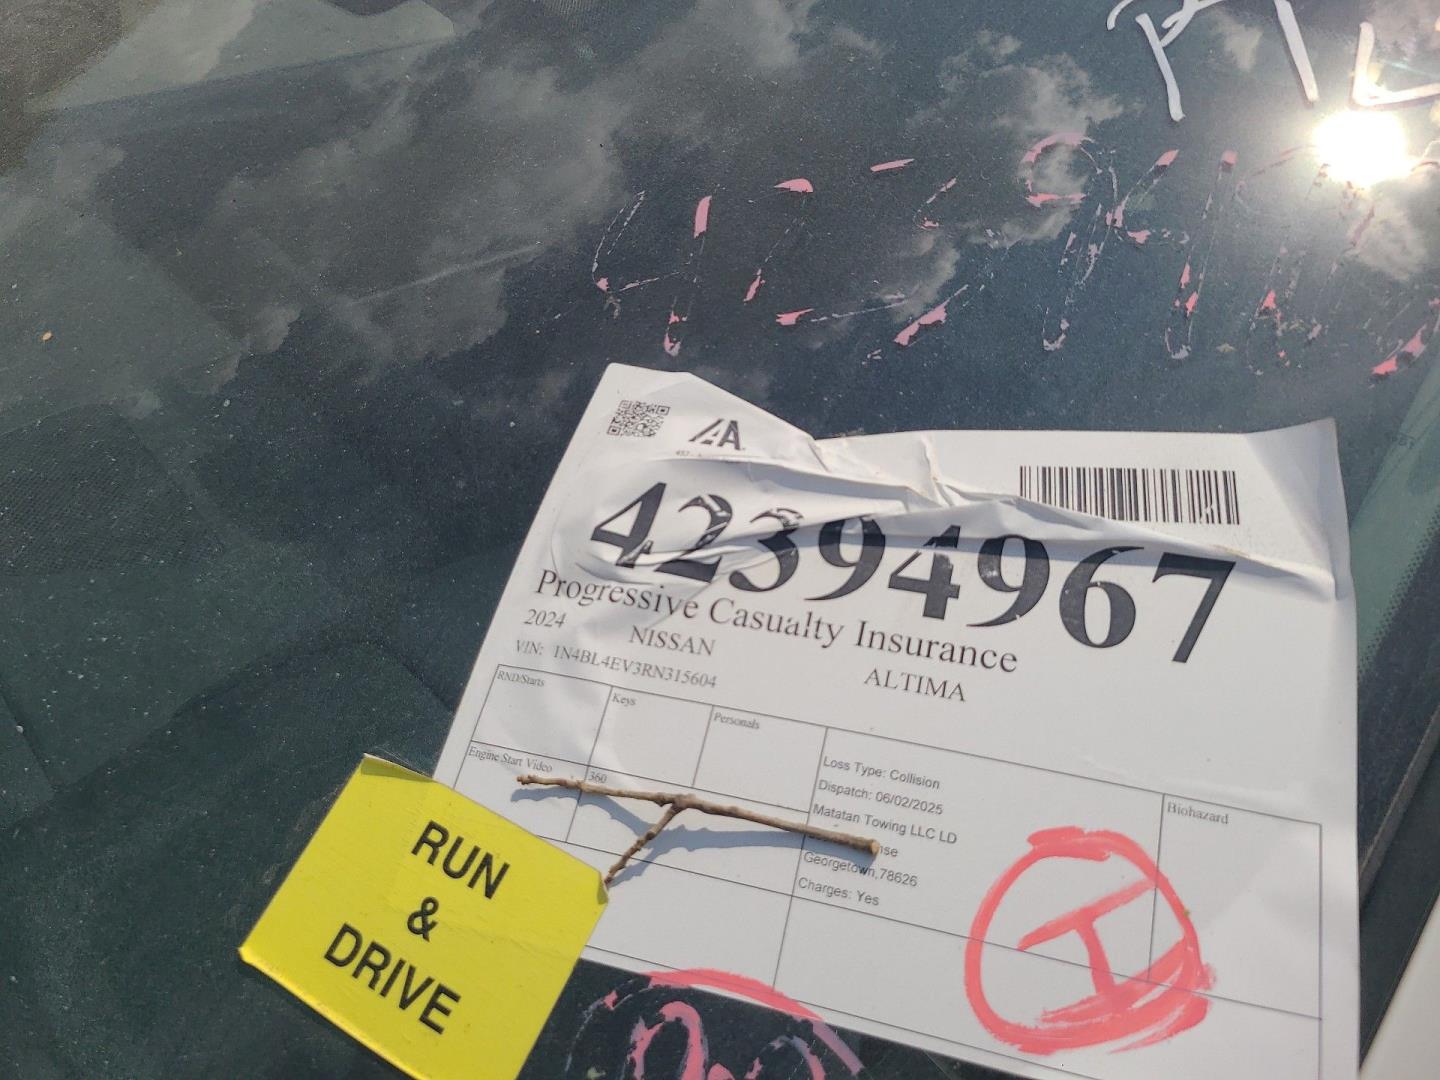 IAA
42394967
Progressive Casualty Insurance
2024 NISSAN ALTIMA
VIN: 1N4BL4EV3RN315604
RND/Starts Keys Personals
Engine Start Video 360
Loss Type: Collision
Dispatch: 06/02/2025
Matatan Towing LLC LD
Georgetown,78626
Charges: Yes
Biohazard
I
RUN
&
DRIVE